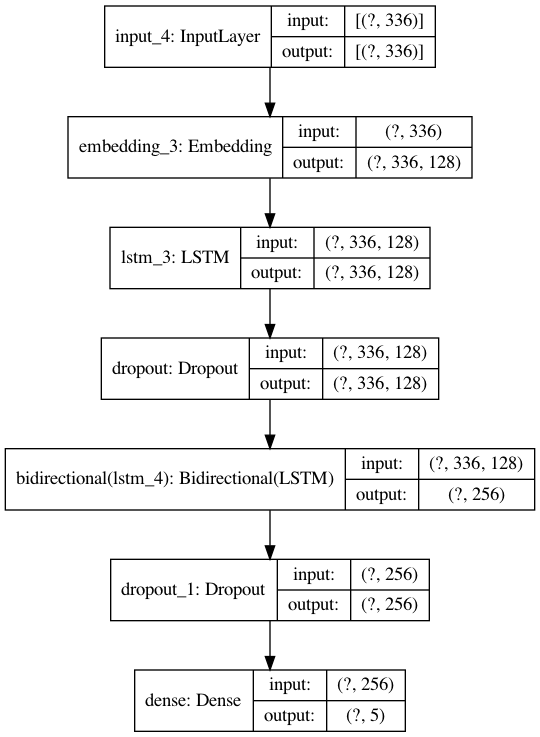 input_4: InputLayer
input: [(?, 336)]
output: [(?, 336)]
embedding_3: Embedding
input: (?, 336)
output: (?, 336, 128)
lstm_3: LSTM
input: (?, 336, 128)
output: (?, 336, 128)
dropout: Dropout
input: (?, 336, 128)
output: (?, 336, 128)
bidirectional(lstm_4): Bidirectional(LSTM)
input: (?, 336, 128)
output: (?, 256)
dropout_1: Dropout
input: (?, 256)
output: (?, 256)
dense: Dense
input: (?, 256)
output: (?, 5)